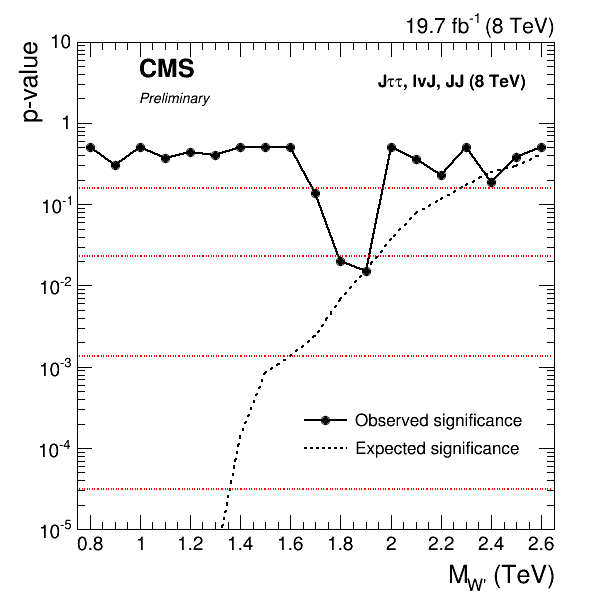 19.7 fb⁻¹ (8 TeV)
p-value
10
CMS
Preliminary
Jττ, lνJ, JJ (8 TeV)
1
10⁻¹
10⁻²
10⁻³
10⁻⁴
10⁻⁵
Observed significance
Expected significance
0.8 1 1.2 1.4 1.6 1.8 2 2.2 2.4 2.6
M_W' (TeV)